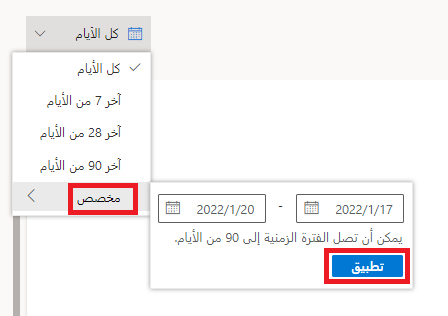 كل الأيام
كل الأيام
آخر 7 من الأيام
آخر 28 من الأيام
آخر 90 من الأيام
مخصص
2022/1/17 - 2022/1/20
يمكن أن تصل الفترة الزمنية إلى 90 من الأيام.
تطبيق